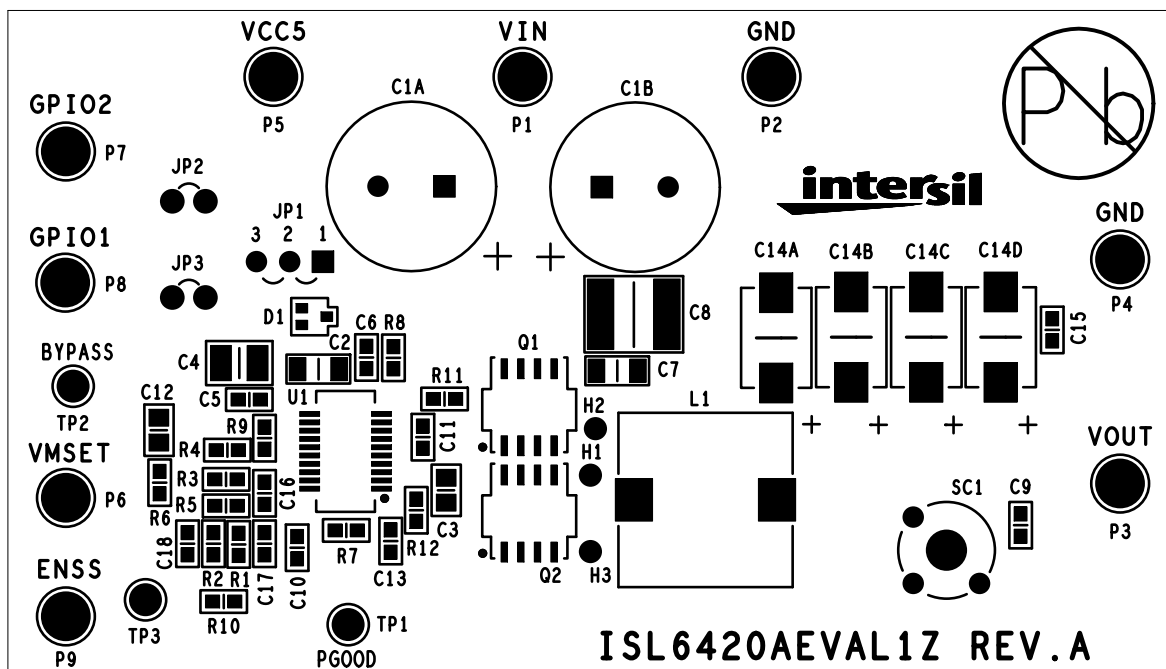 VCC5 VIN GND
P5 P1 P2
C1A C1B
Pb
GPIO2
P7
JP2
intersil
GND
P4
JP1
3 2 1
GPIO1
P8
JP3
+ +
C14A C14B C14C C14D
C15
D1
C6 R8
C8
BYPASS
TP2
C4
C2
Q1
C7
C5
U1
R11
C12
R9
C11
H2
L1
+ + + +
VMSET
P6
R4
H1
VOUT
P3
R3
R6
R5
C16
C3
R12
SC1 C9
C18
R2 R1 C17 C10
R7
C13
Q2
H3
ENSS
P9
TP3
R10
TP1
PGOOD
ISL6420AEVAL1Z REV.A